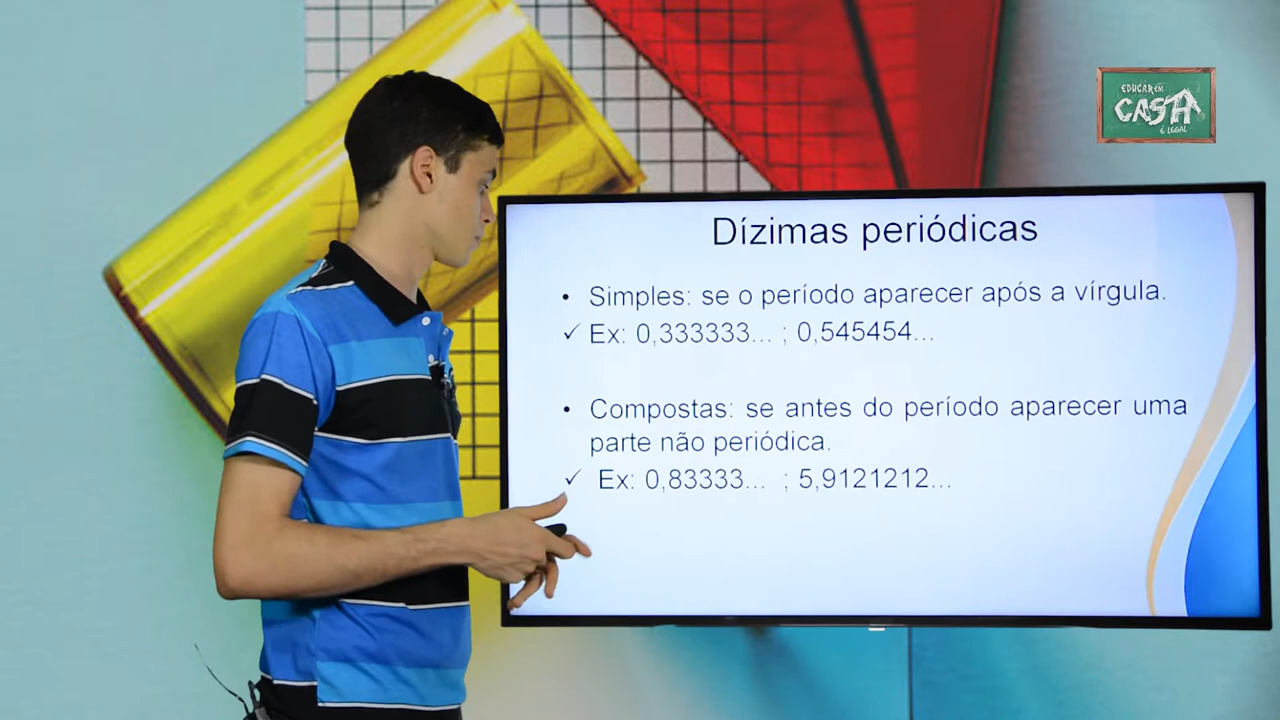 EDUCAR EM
CASA
É LEGAL
Dízimas periódicas
• Simples: se o período aparecer após a vírgula.
✓ Ex: 0,333333... ; 0,545454...
• Compostas: se antes do período aparecer uma
parte não periódica.
✓ Ex: 0,83333... ; 5,9121212...